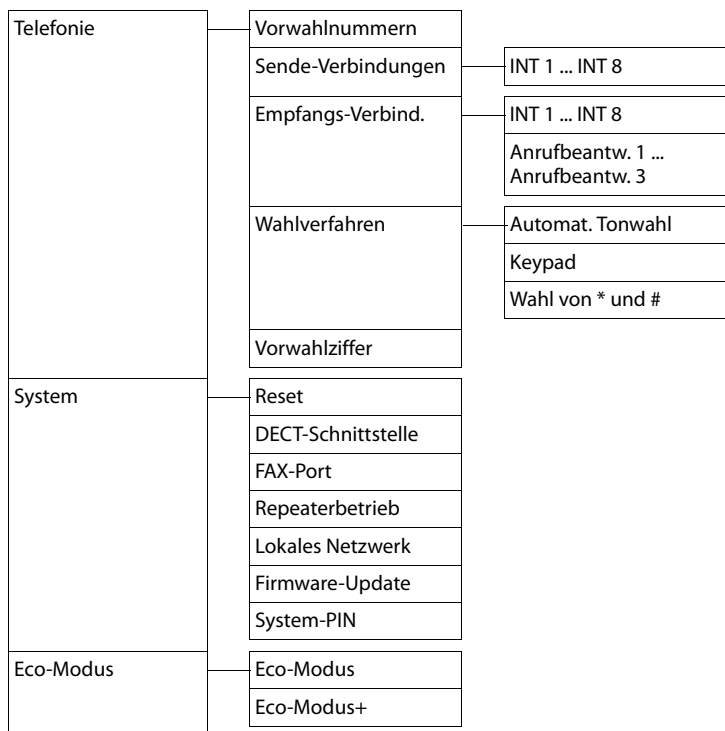 Telefonie
Vorwahlnummern
Sende-Verbindungen
INT 1 ... INT 8
Empfangs-Verbind.
INT 1 ... INT 8
Anrufbeantw. 1 ...
Anrufbeantw. 3
Wahlverfahren
Automat. Tonwahl
Keypad
Wahl von * und #
Vorwahlziffer
System
Reset
DECT-Schnittstelle
FAX-Port
Repeaterbetrieb
Lokales Netzwerk
Firmware-Update
System-PIN
Eco-Modus
Eco-Modus
Eco-Modus+